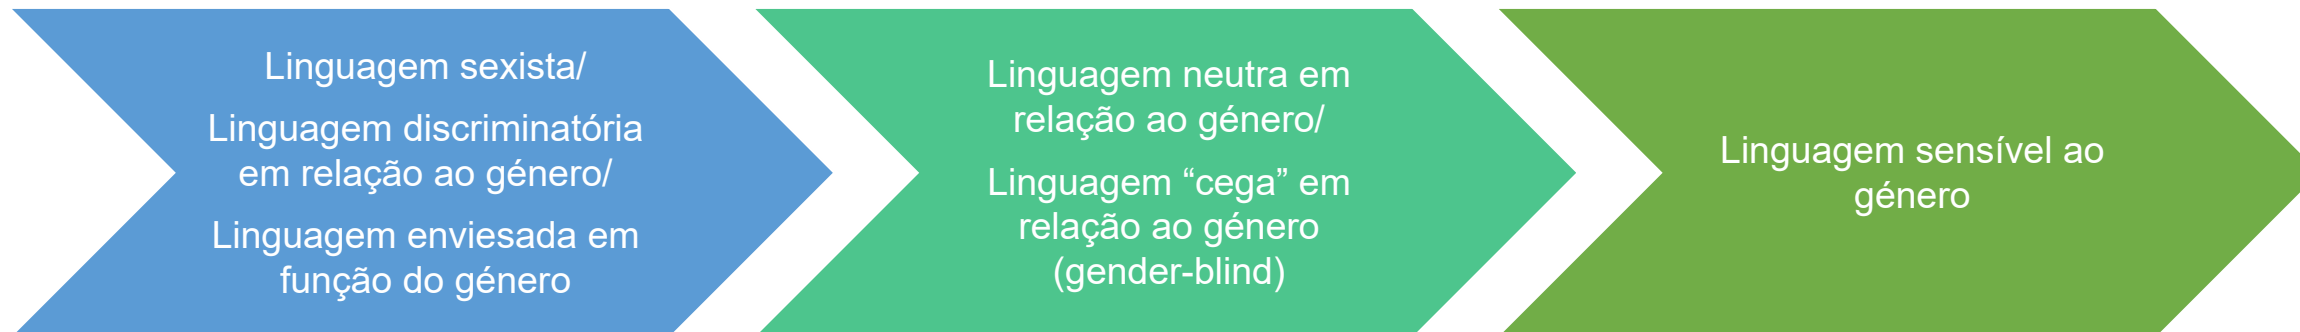 Linguagem sexista/
Linguagem discriminatória
em relação ao género/
Linguagem enviesada em
função do género
Linguagem neutra em
relação ao género/
Linguagem “cega” em
relação ao género
(gender-blind)
Linguagem sensível ao
género